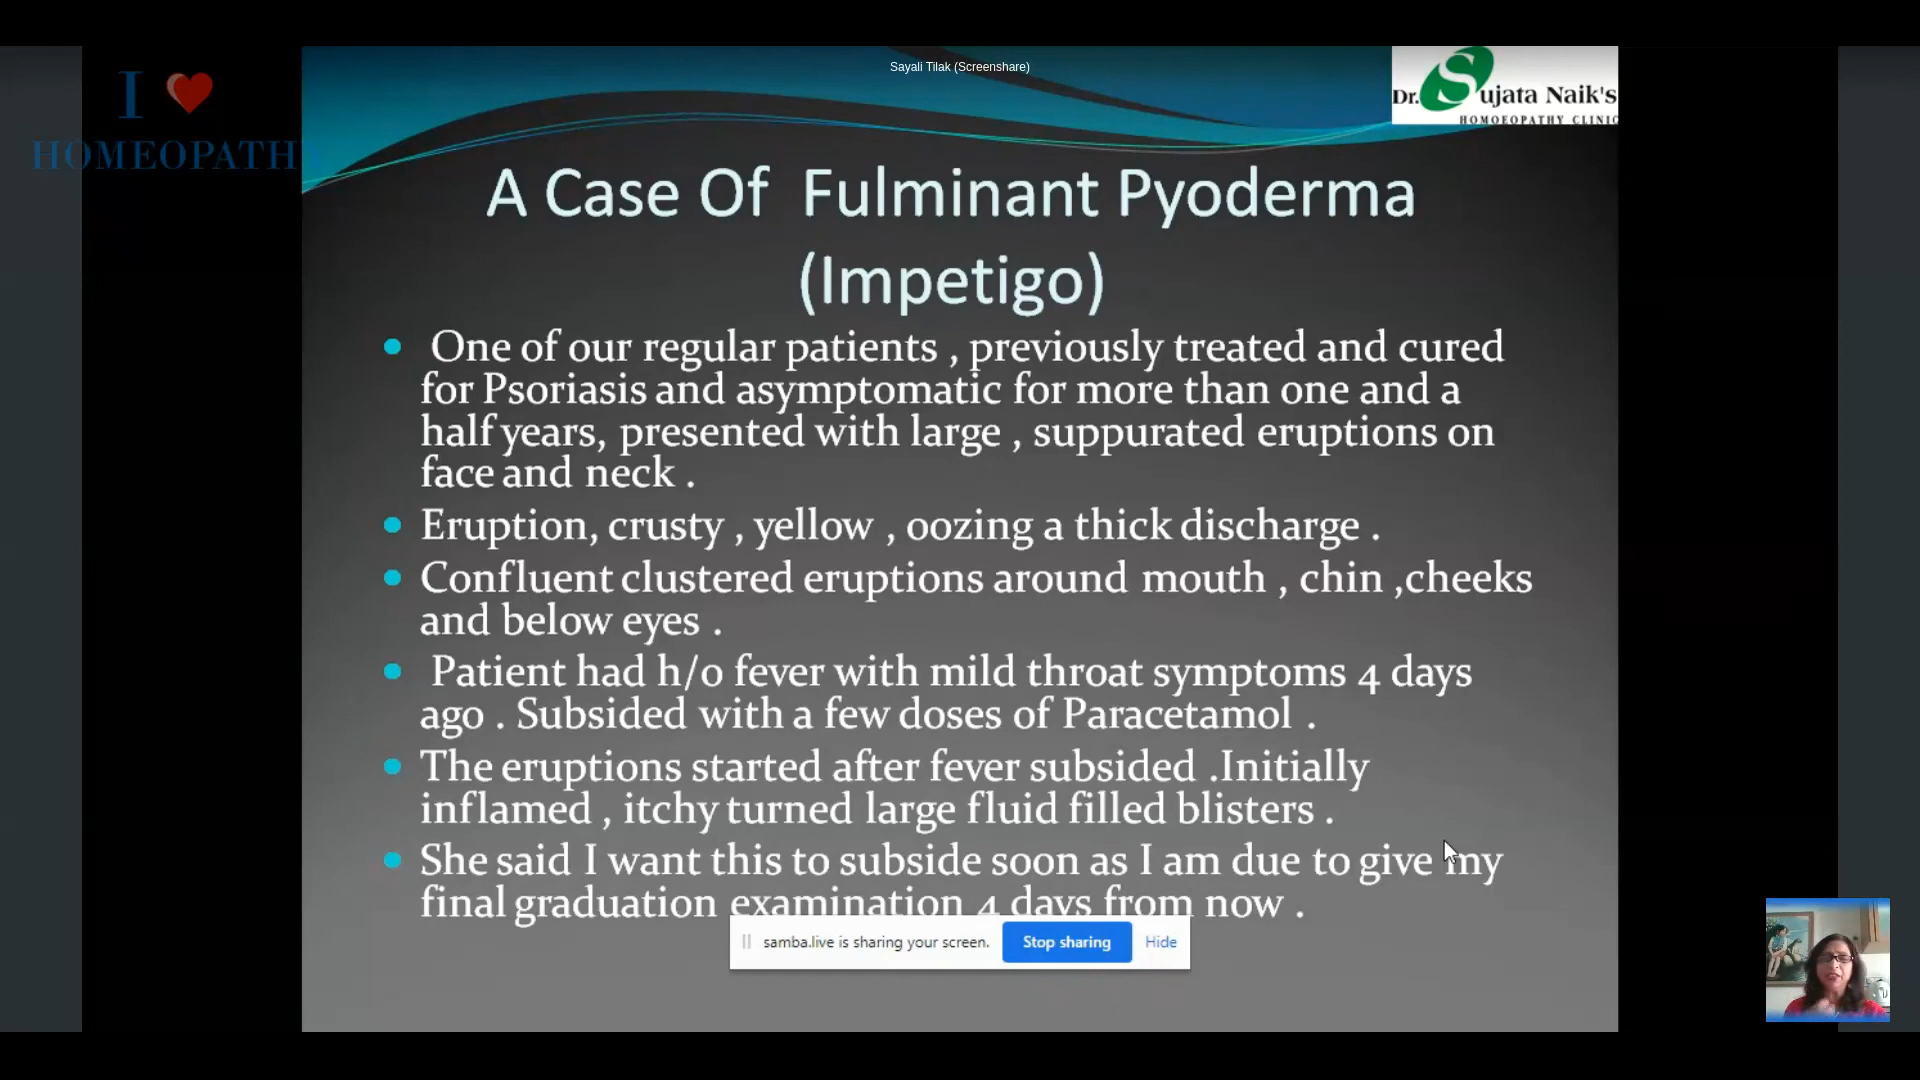 Sayali Tilak (Screenshare)
I
HOMEOPATH
Dr. Sujata Naik's
HOMOEOPATHY CLINIC
A Case Of Fulminant Pyoderma
(Impetigo)
One of our regular patients , previously treated and cured
for Psoriasis and asymptomatic for more than one and a
half years, presented with large , suppurated eruptions on
face and neck .
Eruption, crusty , yellow , oozing a thick discharge .
Confluent clustered eruptions around mouth , chin ,cheeks
and below eyes .
Patient had h/o fever with mild throat symptoms 4 days
ago . Subsided with a few doses of Paracetamol .
The eruptions started after fever subsided .Initially
inflamed , itchy turned large fluid filled blisters .
She said I want this to subside soon as I am due to give my
final graduation examination 4 days from now .
samba.live is sharing your screen. Stop sharing Hide